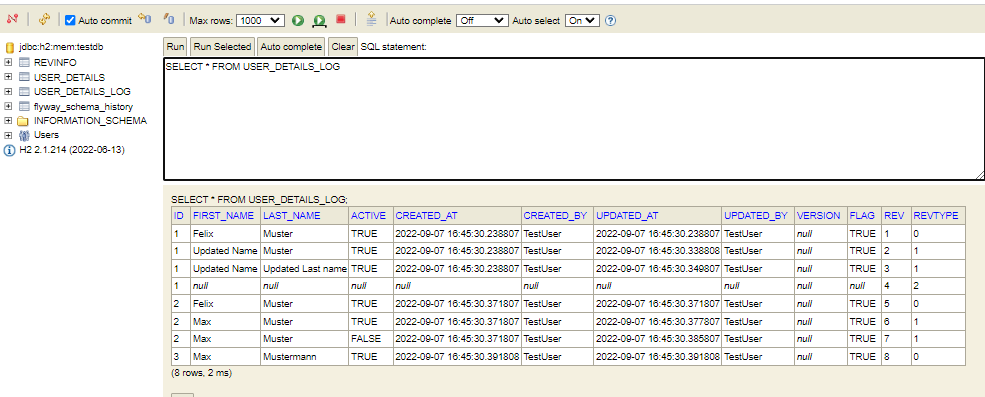 Auto commit Max rows: 1000 Auto complete Off Auto select On ?
jdbc:h2:mem:testdb
REVINFO
USER_DETAILS
USER_DETAILS_LOG
flyway_schema_history
INFORMATION_SCHEMA
Users
H2 2.1.214 (2022-06-13)
Run Run Selected Auto complete Clear SQL statement:
SELECT * FROM USER_DETAILS_LOG
SELECT * FROM USER_DETAILS_LOG;
ID FIRST_NAME LAST_NAME ACTIVE CREATED_AT CREATED_BY UPDATED_AT UPDATED_BY VERSION FLAG REV REVTYPE
1 Felix Muster TRUE 2022-09-07 16:45:30.238807 TestUser 2022-09-07 16:45:30.238807 TestUser null TRUE 1 0
1 Updated Name Muster TRUE 2022-09-07 16:45:30.238807 TestUser 2022-09-07 16:45:30.338808 TestUser null TRUE 2 1
1 Updated Name Updated Last name TRUE 2022-09-07 16:45:30.238807 TestUser 2022-09-07 16:45:30.349807 TestUser null TRUE 3 1
1 null null null null null null null null null 4 2
2 Felix Muster TRUE 2022-09-07 16:45:30.371807 TestUser 2022-09-07 16:45:30.371807 TestUser null TRUE 5 0
2 Max Muster TRUE 2022-09-07 16:45:30.371807 TestUser 2022-09-07 16:45:30.377807 TestUser null TRUE 6 1
2 Max Muster FALSE 2022-09-07 16:45:30.371807 TestUser 2022-09-07 16:45:30.385807 TestUser null TRUE 7 1
3 Max Mustermann TRUE 2022-09-07 16:45:30.391808 TestUser 2022-09-07 16:45:30.391808 TestUser null TRUE 8 0
(8 rows, 2 ms)